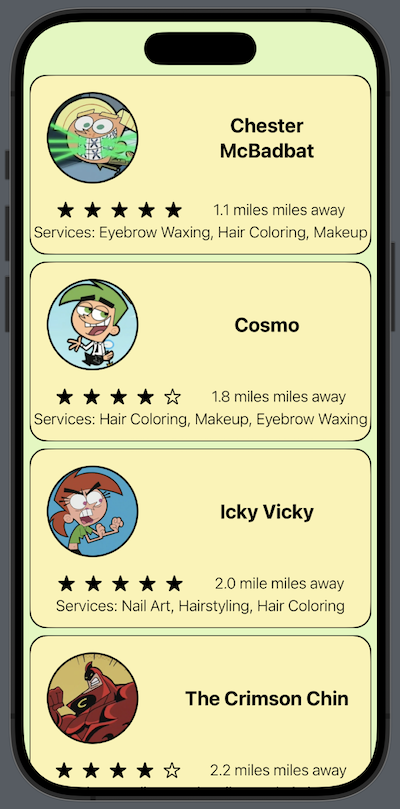 Chester
McBadbat
★ ★ ★ ★ ★ 1.1 miles miles away
Services: Eyebrow Waxing, Hair Coloring, Makeup
Cosmo
★ ★ ★ ★ ☆ 1.8 miles miles away
Services: Hair Coloring, Makeup, Eyebrow Waxing
Icky Vicky
★ ★ ★ ★ ★ 2.0 mile miles away
Services: Nail Art, Hairstyling, Hair Coloring
The Crimson Chin
★ ★ ★ ★ ☆ 2.2 miles miles away